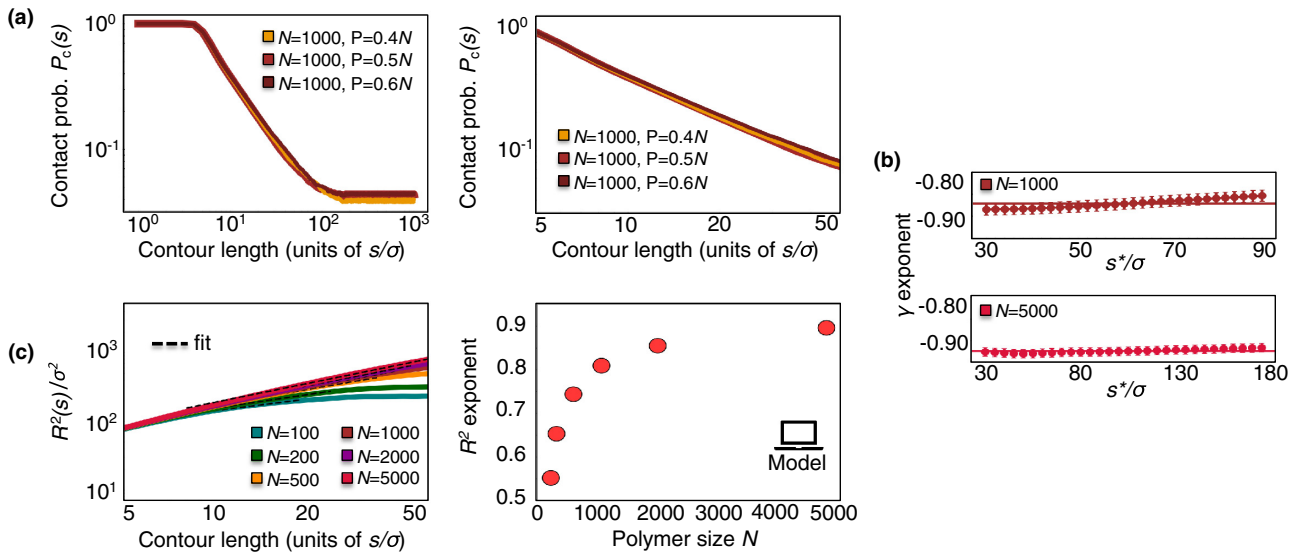 (a)
Contact prob. Pc(s)
10^0
10^-1
N=1000, P=0.4N
N=1000, P=0.5N
N=1000, P=0.6N
10^0 10^1 10^2 10^3
Contour length (units of s/σ)
Contact prob. Pc(s)
10^0
10^-1
N=1000, P=0.4N
N=1000, P=0.5N
N=1000, P=0.6N
5 10 20 50
Contour length (units of s/σ)
(b)
γ exponent
-0.80
-0.90
N=1000
30 50 70 90
s*/σ
-0.80
-0.90
N=5000
30 80 130 180
s*/σ
(c)
R^2(s)/σ^2
10^3
10^2
10^1
fit
N=100 N=1000
N=200 N=2000
N=500 N=5000
5 10 20 50
Contour length (units of s/σ)
R^2 exponent
0.9
0.8
0.7
0.6
0.5
Model
0 1000 2000 3000 4000 5000
Polymer size N